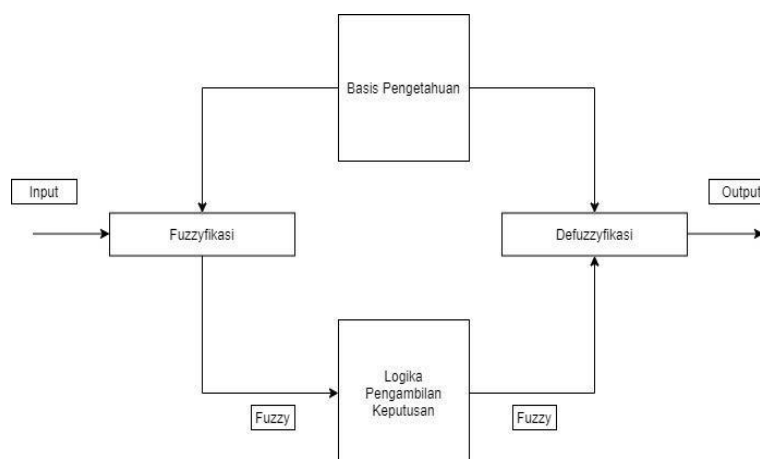 Basis Pengetahuan
Input
Output
Fuzzyfikasi
Defuzzyfikasi
Logika
Pengambilan
Keputusan
Fuzzy
Fuzzy